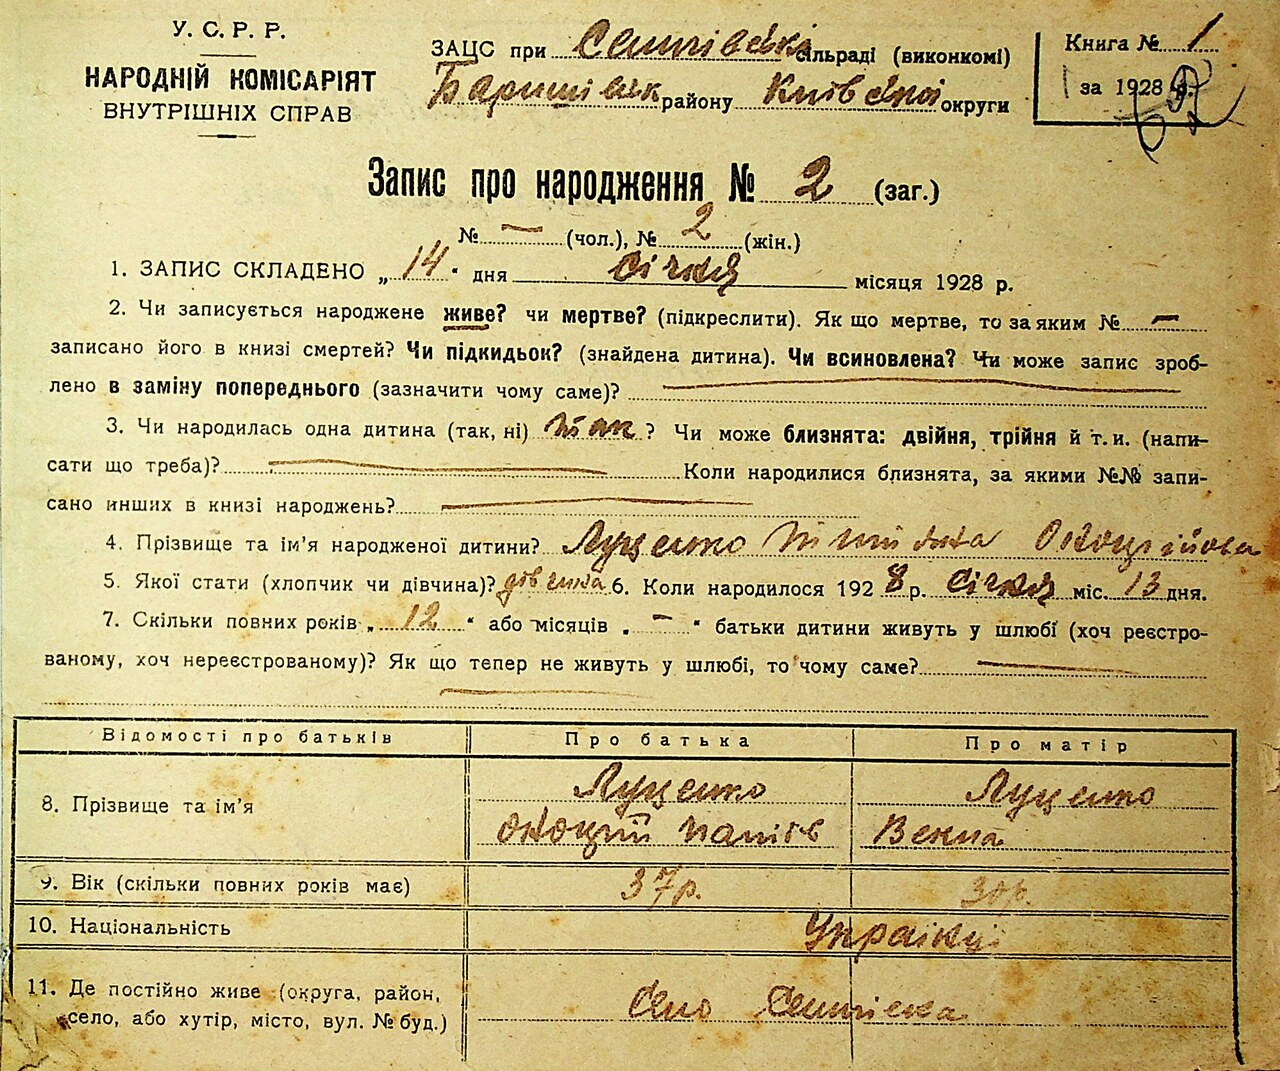 У. С. Р. Р.
НАРОДНІЙ КОМІСАРІЯТ
ВНУТРІШНІХ СПРАВ
ЗАЦС при сільраді (виконкомі)
району округи
Книга № 1
за 1928 р.
Запис про народження № 2 (заг.)
№ — (чол.), № 2 (жін.)
1. ЗАПИС СКЛАДЕНО „ 14 “ дня січня місяця 1928 р.
2. Чи записується народжене живе? чи мертве? (підкреслити). Як що мертве, то за яким № —
записано його в книзі смертей? Чи підкидьок? (знайдена дитина). Чи всиновлена? Чи може запис зроб-
лено в заміну попереднього (зазначити чому саме)? —
3. Чи народилась одна дитина (так, ні) так ? Чи може близнята: двійня, трійня й т. и. (напи-
сати що треба)? — Коли народилися близнята, за якими №№ запи-
сано инших в книзі народжень? —
4. Прізвище та ім’я народженої дитини? Луценко
5. Якої стати (хлопчик чи дівчина)? дівчина 6. Коли народилося 192 8 р. січня міс. 13 дня.
7. Скільки повних років „ 12 “ або місяців „ — “ батьки дитини живуть у шлюбі (хоч реєстро-
ваному, хоч нереєстрованому)? Як що тепер не живуть у шлюбі, то чому саме? —
Відомості про батьків Про батька Про матір
8. Прізвище та ім’я Луценко Луценко
9. Вік (скільки повних років має) 37 р. 30 р.
10. Національність Українці
11. Де постійно живе (округа, район,
село, або хутір, місто, вул. № буд.) Село